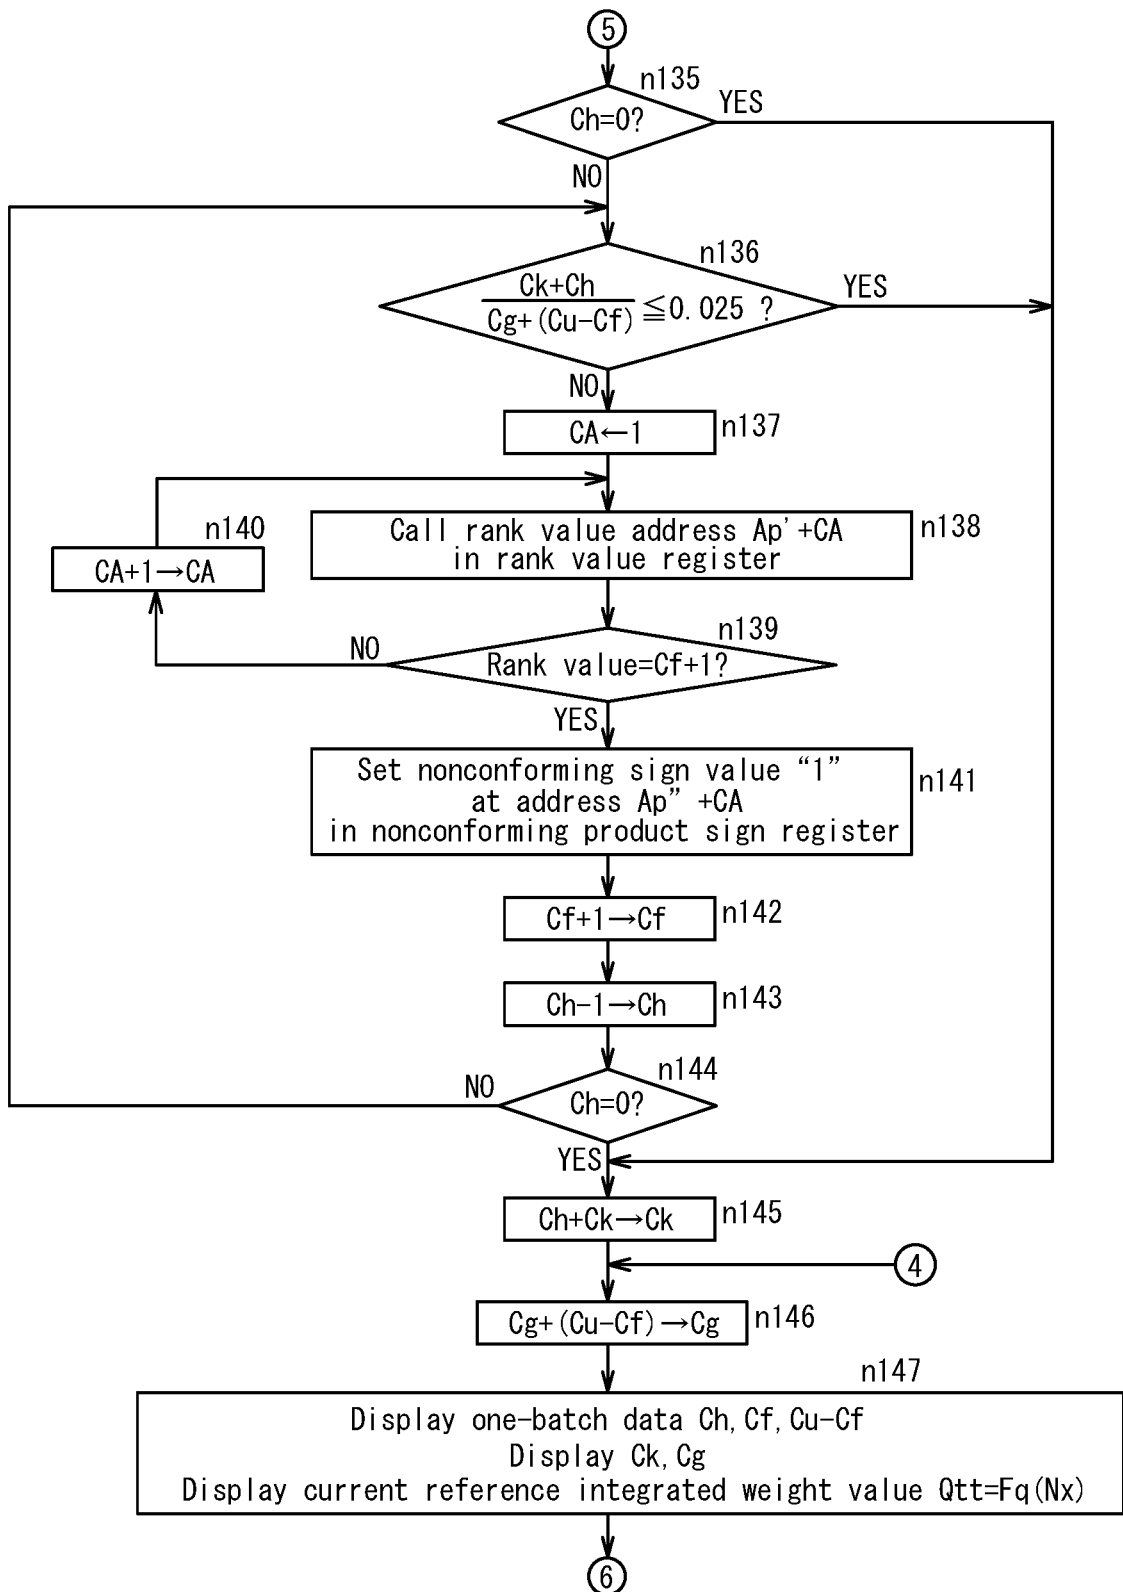 5
n135
Ch=0?
YES
NO
n136
Ck+Ch
Cg+(Cu-Cf)
≦0.025 ?
YES
NO
CA←1
n137
n140
CA+1→CA
Call rank value address Ap'+CA
in rank value register
n138
n139
NO
Rank value=Cf+1?
YES
Set nonconforming sign value “1”
at address Ap” +CA
in nonconforming product sign register
n141
Cf+1→Cf
n142
Ch-1→Ch
n143
n144
NO
Ch=0?
YES
Ch+Ck→Ck
n145
4
Cg+(Cu-Cf)→Cg
n146
n147
Display one-batch data Ch,Cf,Cu-Cf
Display Ck,Cg
Display current reference integrated weight value Qtt=Fq(Nx)
6